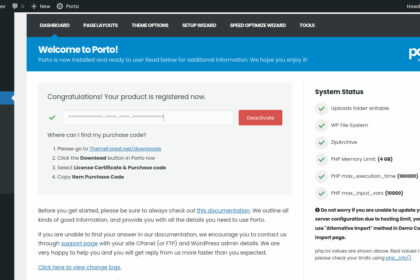 0 New Porto
DASHBOARD PAGE LAYOUTS THEME OPTIONS SETUP WIZARD SPEED OPTIMIZE WIZARD TOOLS
Welcome to Porto!
Porto is now installed and ready to use! Read below for additional information. We hope you enjoy it!
Congratulations! Your product is registered now.
Deactivate
Where can I find my purchase code?
1. Please go to ThemeForest.net/downloads
2. Click the Download button in Porto row
3. Select License Certificate & Purchase code
4. Copy Item Purchase Code
Before you get started, please be sure to always check out this documentation. We outline all
kinds of good information, and provide you with all the details you need to use Porto.
If you are unable to find your answer in our documentation, we encourage you to contact us
through support page with your site CPanel (or FTP) and WordPress admin details. We are
very happy to help you and you will get reply from us more faster than you expected.
Click here to view change logs.
System Status
Uploads folder writable
WP File System
ZipArchive
PHP Memory Limit (4 GB)
PHP max_execution_time (180000)
PHP max_input_vars (10000)
Do not worry if you are unable to update y
server configuration due to hosting limit, you
use "Alternative Import" method in Demo Co
Import page.
php.ini values are shown above. Real values r
please check your limits using php_info()